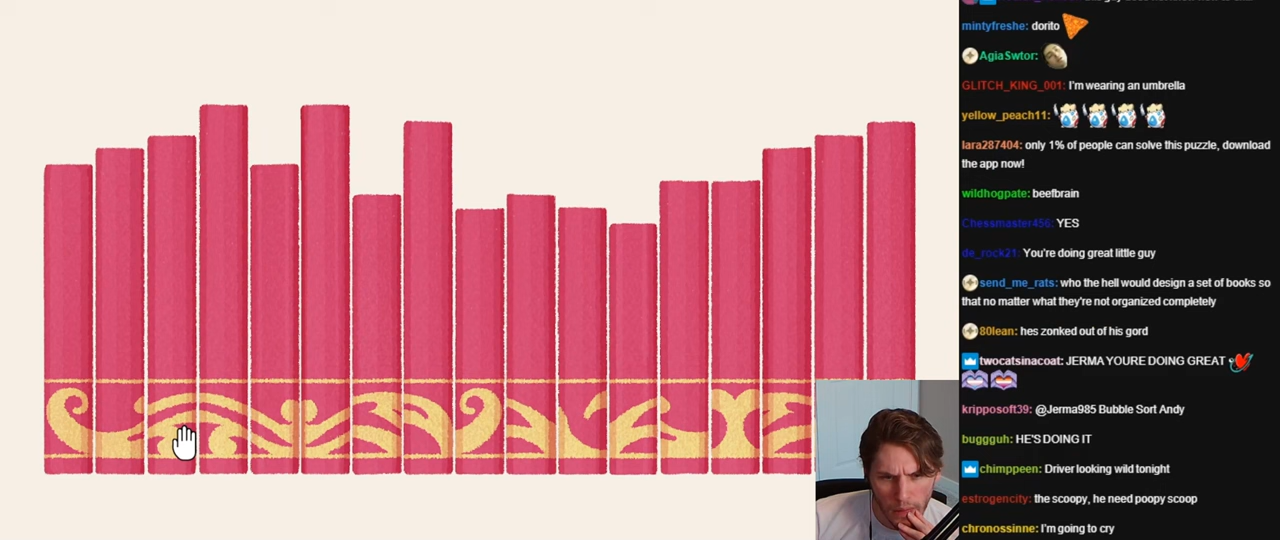 mintyfreshe: dorito
AgiaSwtor:
GLITCH_KING_001: I'm wearing an umbrella
yellow_peach11:
lara287404: only 1% of people can solve this puzzle, download
the app now!
wildhogpate: beefbrain
Chessmaster456: YES
de_rock21: You're doing great little guy
send_me_rats: who the hell would design a set of books so
that no matter what they're not organized completely
80lean: hes zonked out of his gord
twocatsinacoat: JERMA YOURE DOING GREAT
kripposoft39: @Jerma985 Bubble Sort Andy
buggguh: HE'S DOING IT
chimppeen: Driver looking wild tonight
estrogencity: the scoopy, he need poopy scoop
chronossinne: I'm going to cry